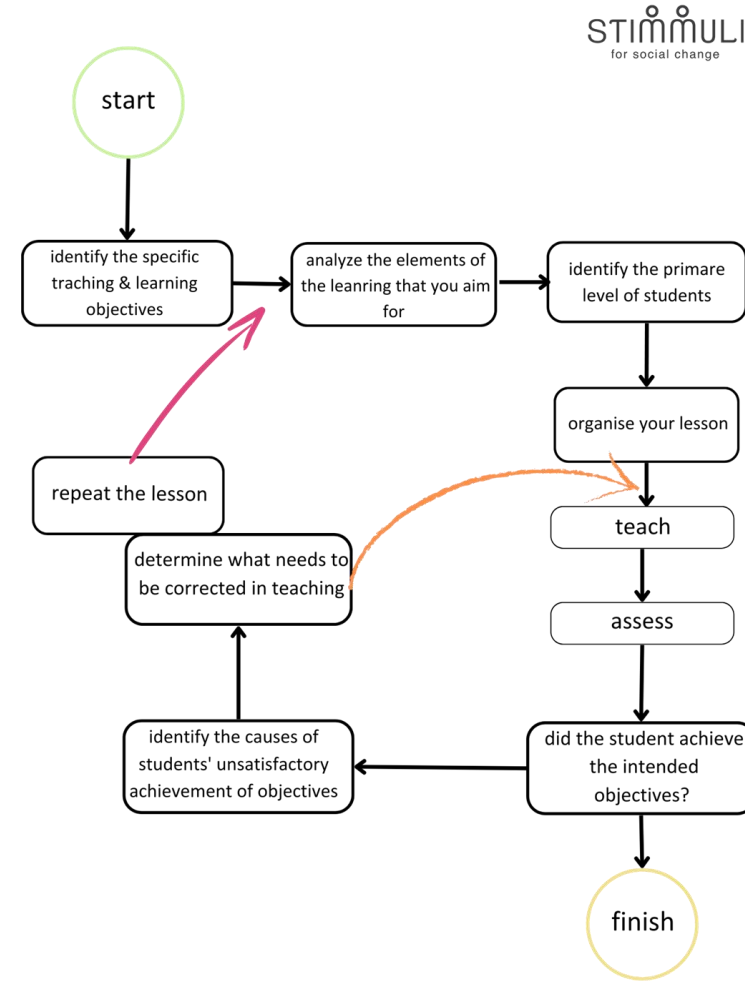 STIMMULI
for social change
start
identify the specific
traching & learning
objectives
analyze the elements of
the leanring that you aim
for
identify the primare
level of students
organise your lesson
repeat the lesson
teach
determine what needs to
be corrected in teaching
assess
identify the causes of
students' unsatisfactory
achievement of objectives
did the student achieve
the intended
objectives?
finish